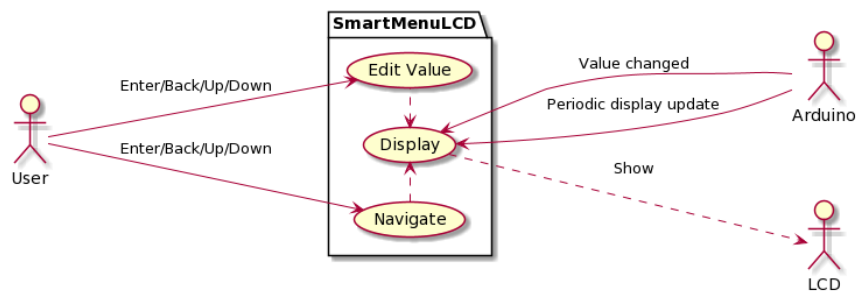 SmartMenuLCD
Edit Value
Value changed
Enter/Back/Up/Down
Periodic display update
Arduino
Display
Enter/Back/Up/Down
Show
User
Navigate
LCD